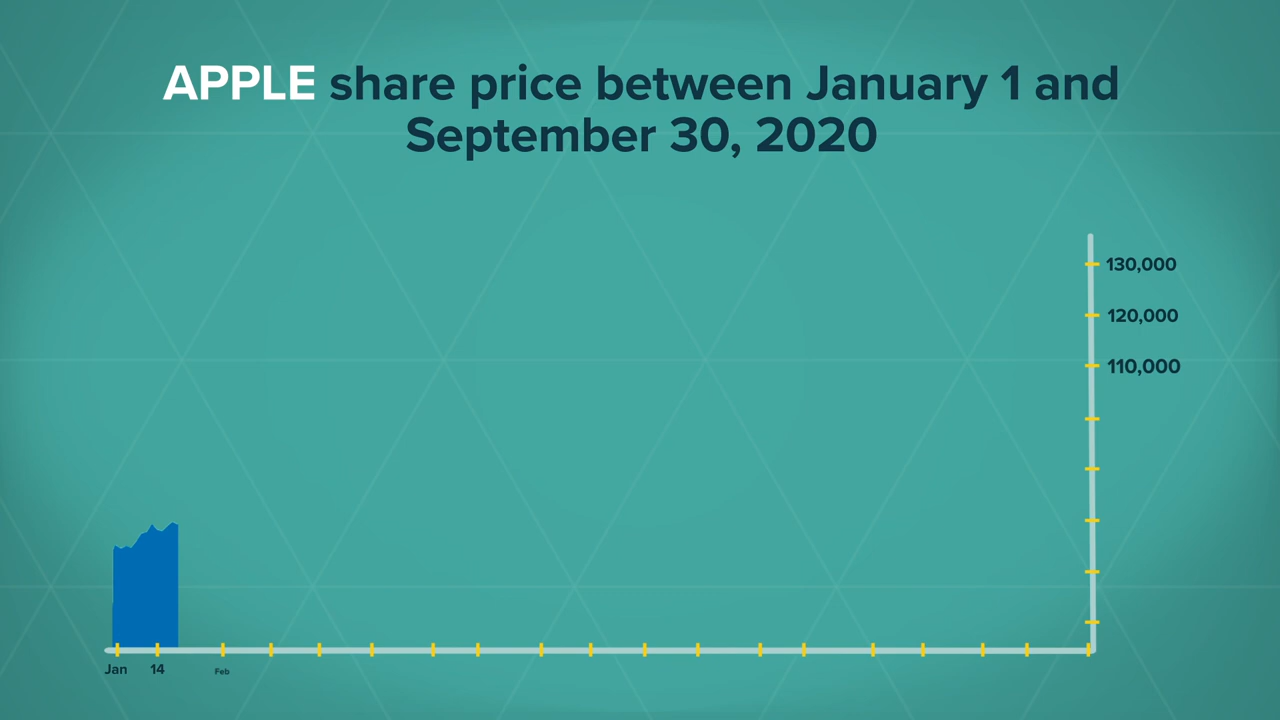 APPLE share price between January 1 and
September 30, 2020
130,000
120,000
110,000
Jan 14 Feb